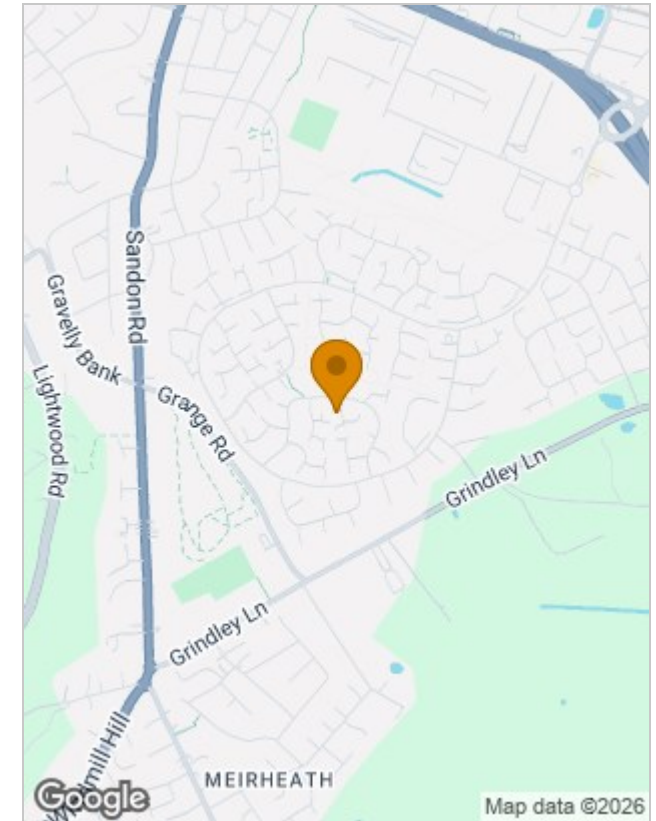 Sandon Rd
Gravelly Bank
Lightwood Rd
Grange Rd
Grindley Ln
Grindley Ln
Windmill Hill
MEIRHEATH
Google
Map data ©2026